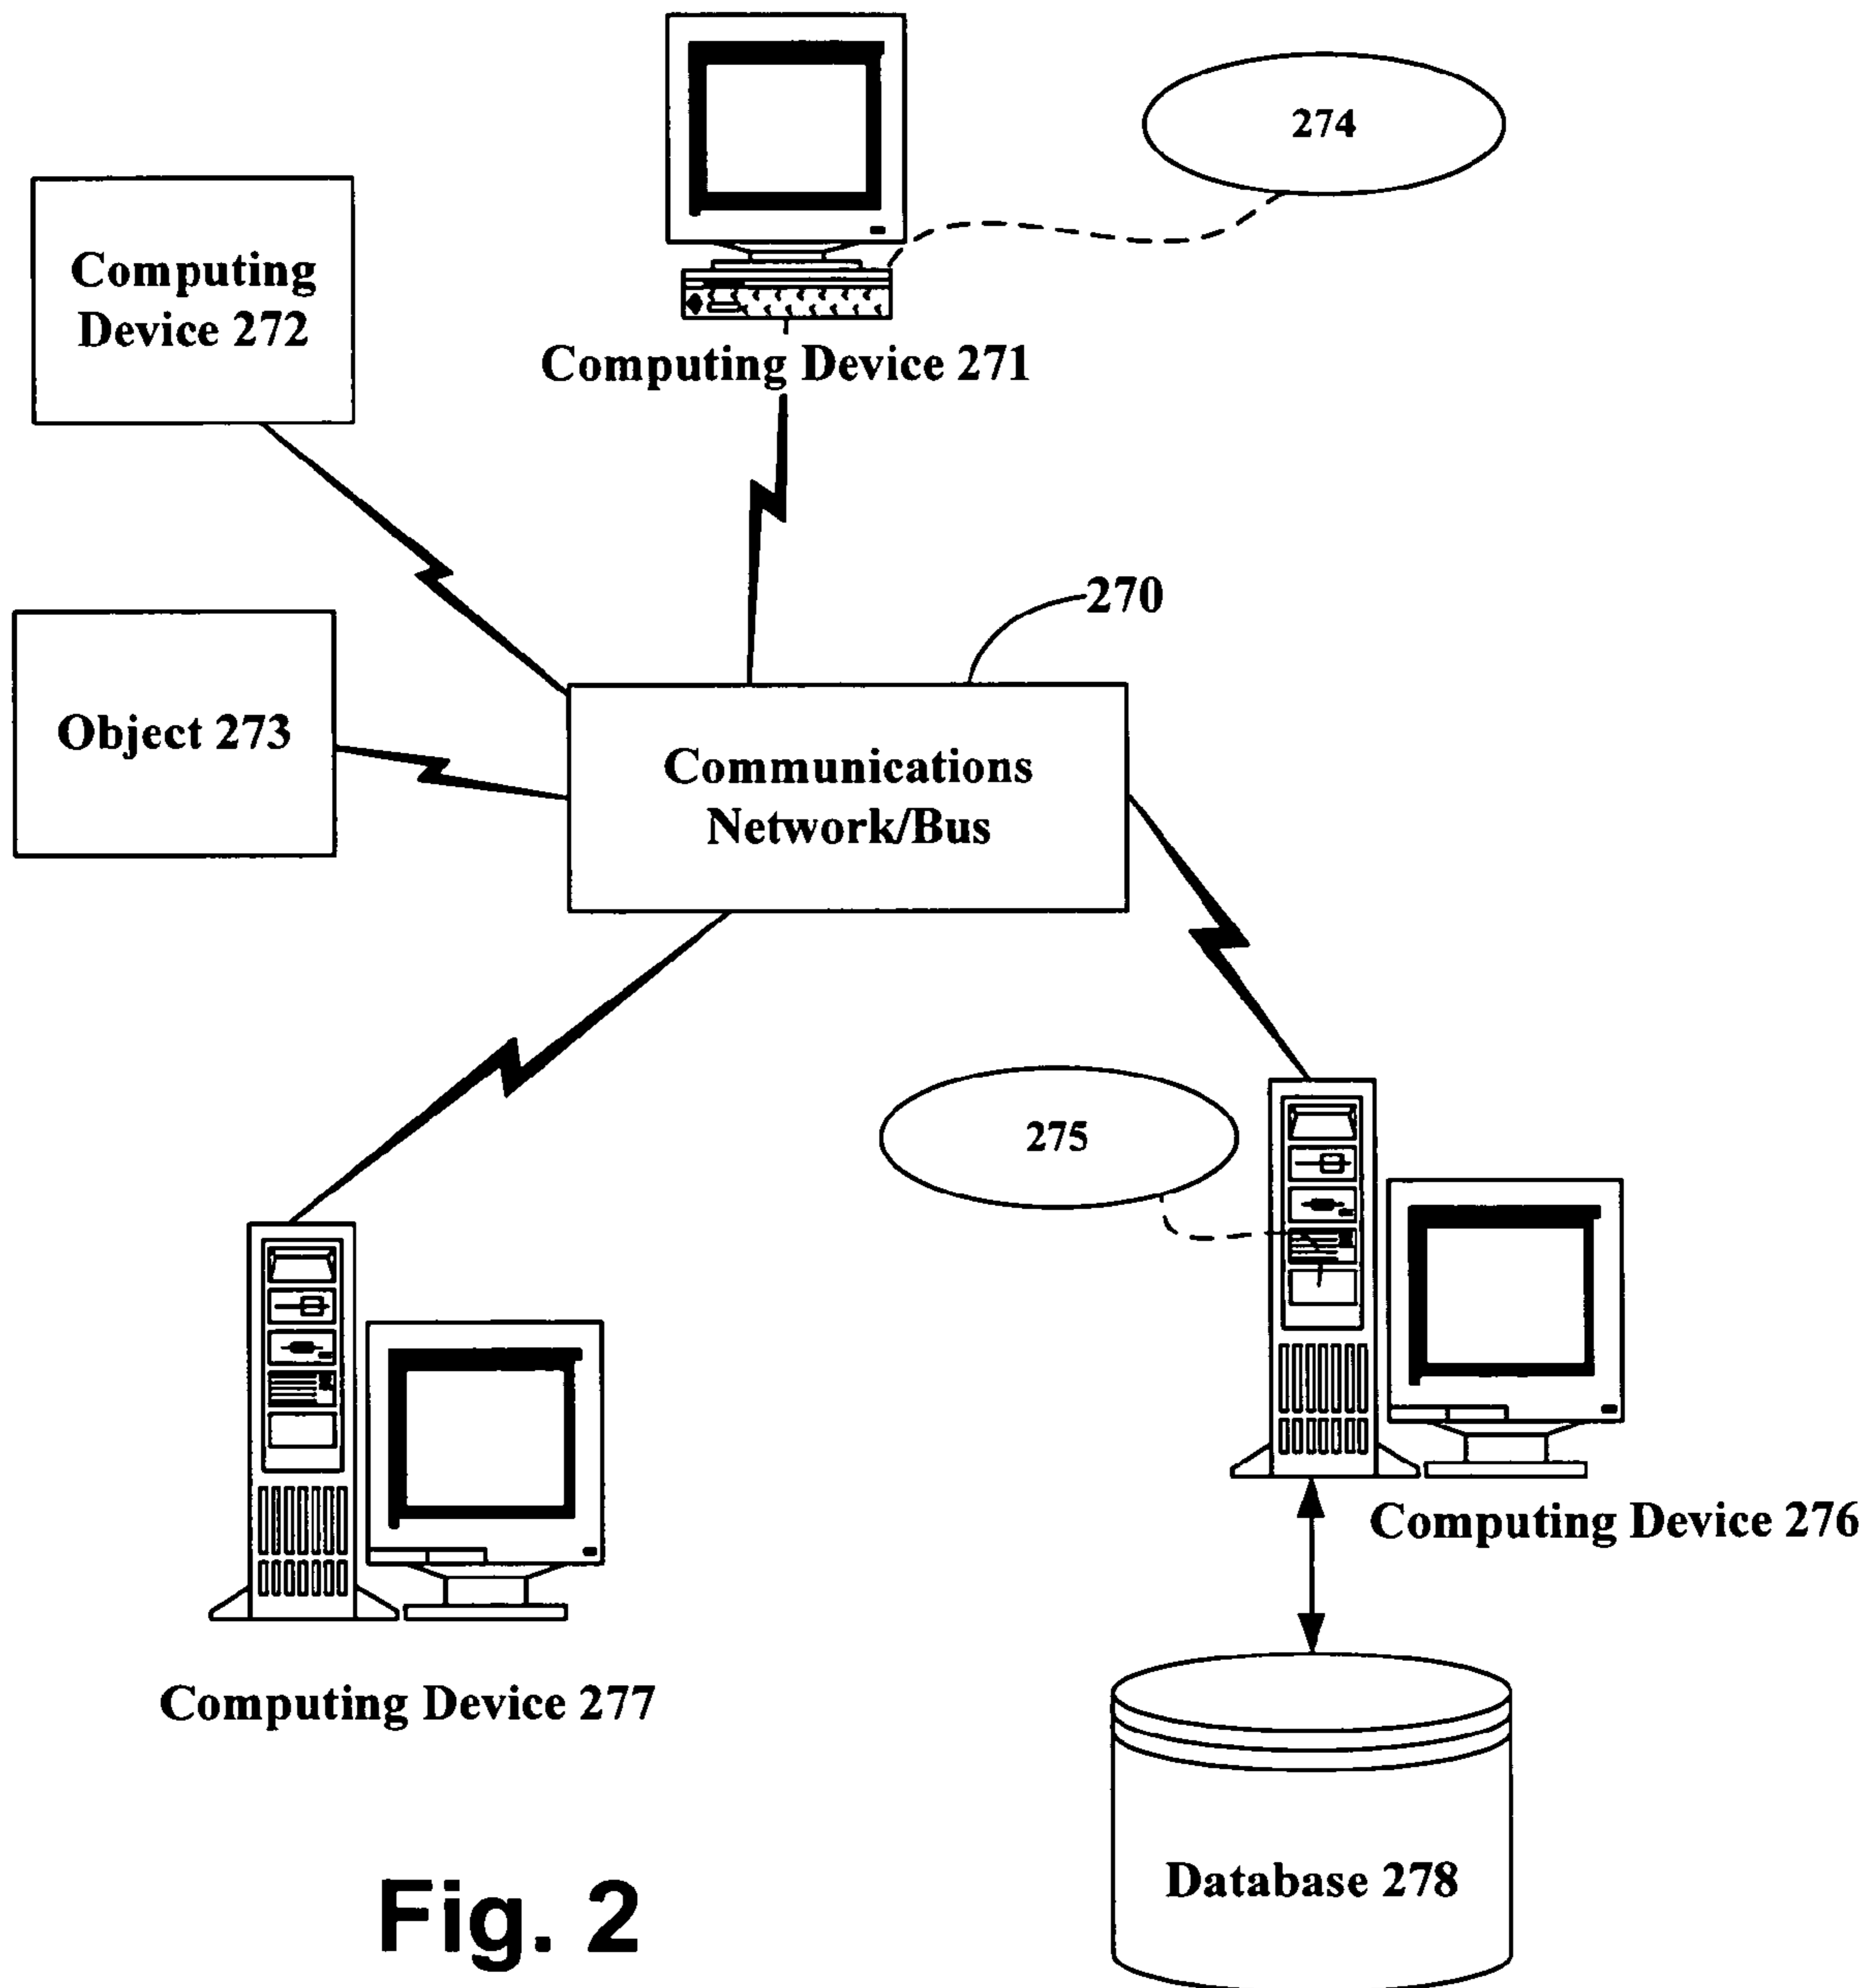 274
Computing
Device 272
Computing Device 271
270
Object 273
Communications
Network/Bus
275
Computing Device 276
Computing Device 277
Database 278
Fig. 2